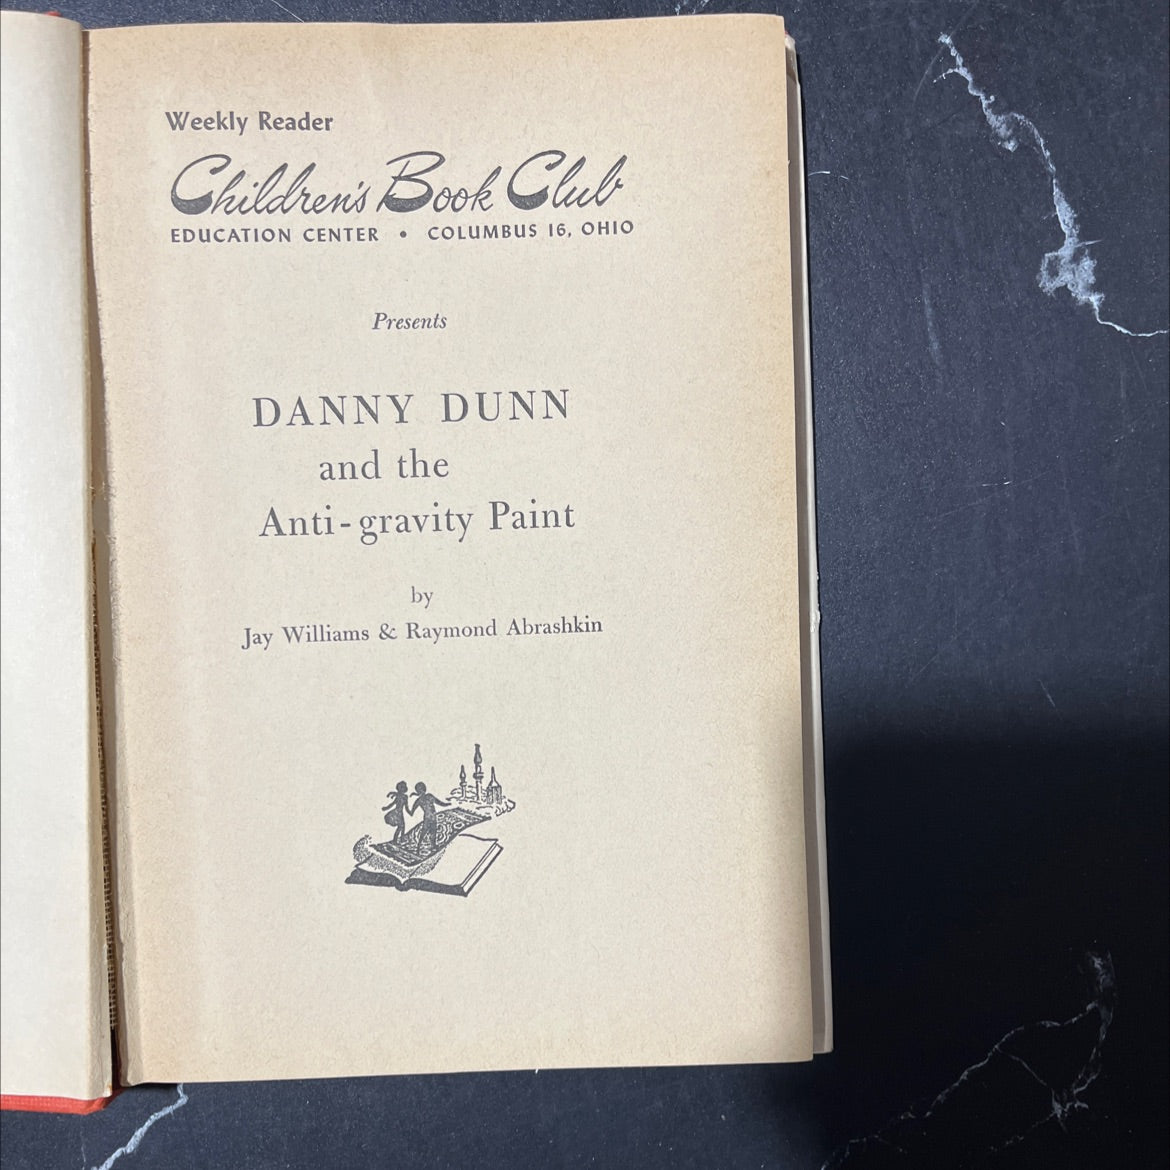 Weekly Reader
Children's Book Club
EDUCATION CENTER • COLUMBUS 16, OHIO
Presents
DANNY DUNN
and the
Anti-gravity Paint
by
Jay Williams & Raymond Abrashkin